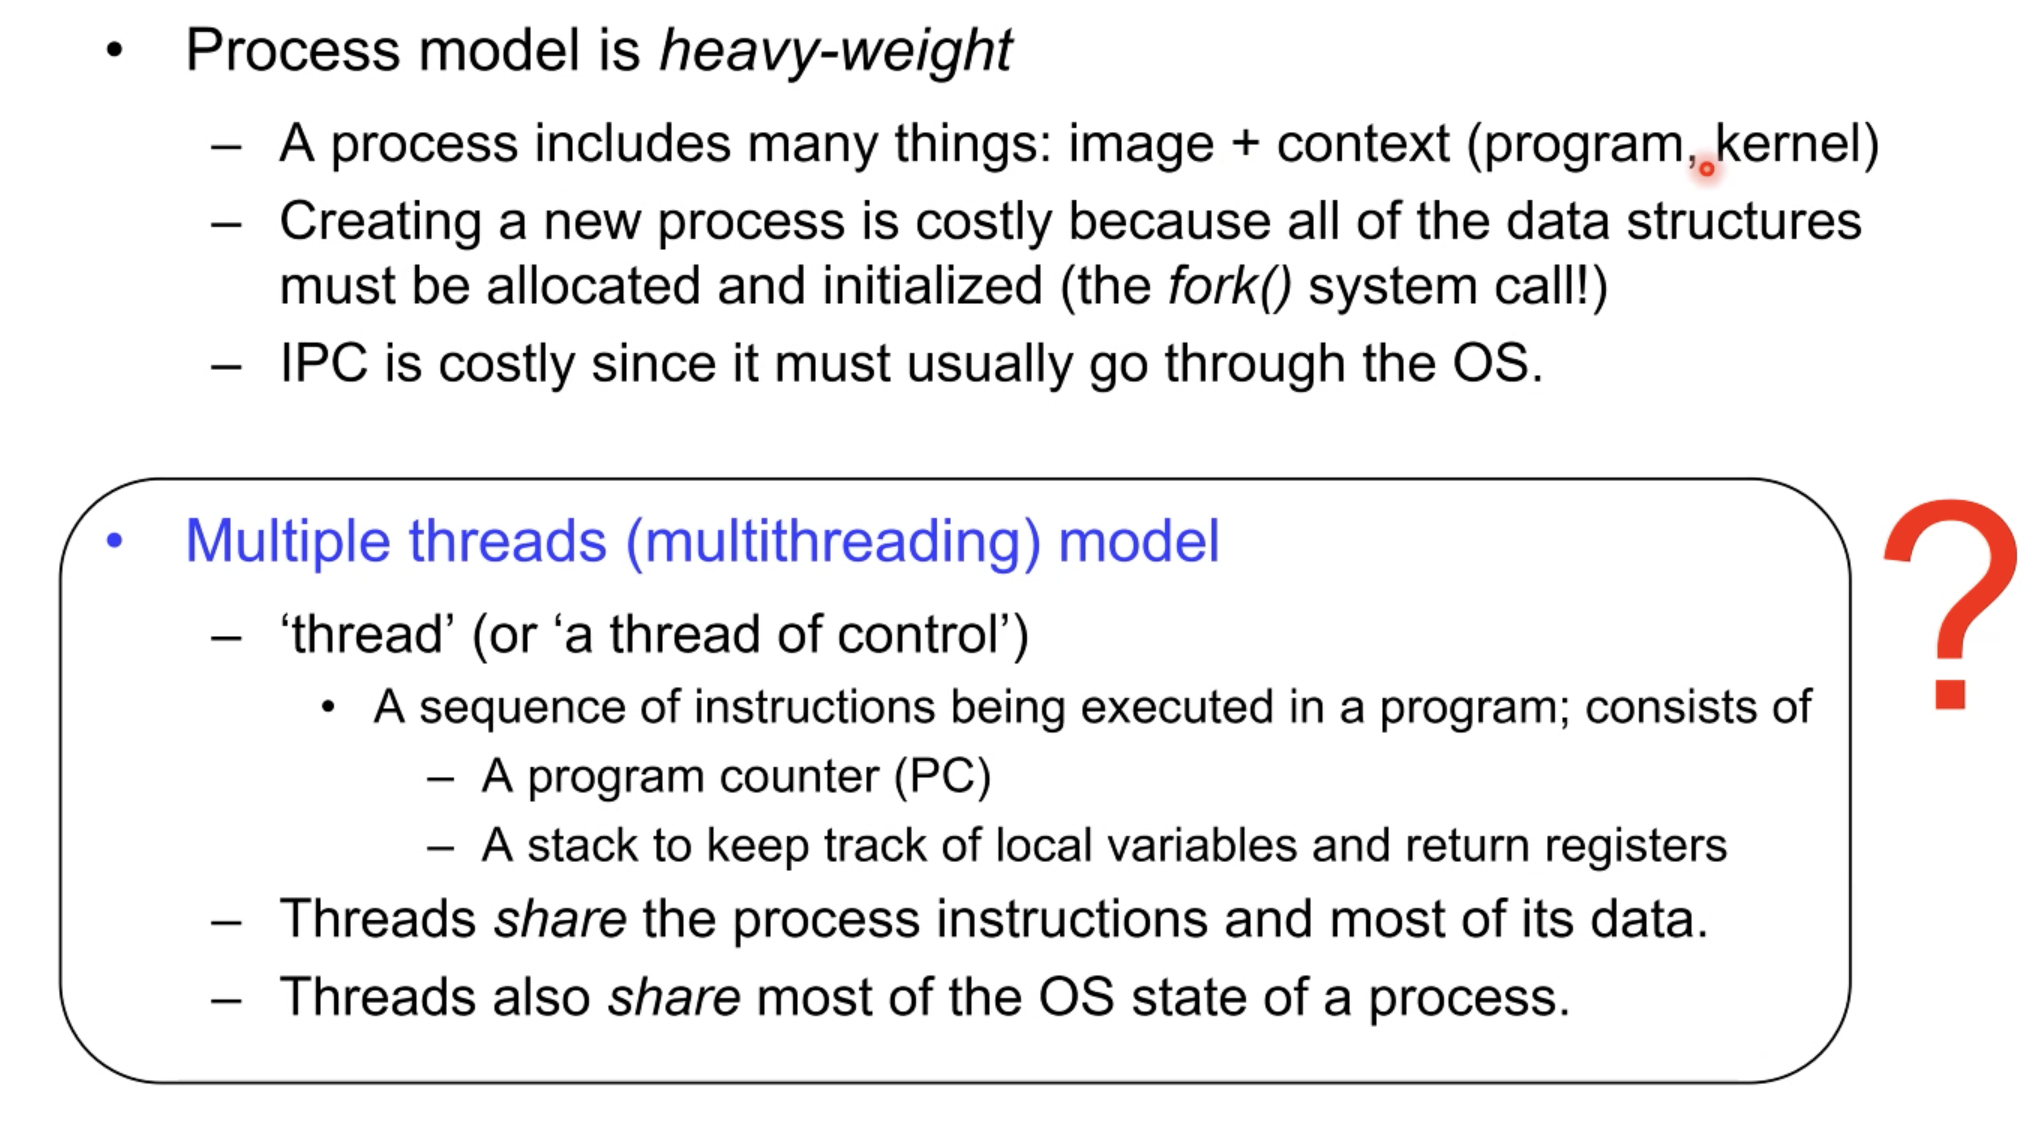 • Process model is heavy-weight
– A process includes many things: image + context (program, kernel)
– Creating a new process is costly because all of the data structures
must be allocated and initialized (the fork() system call!)
– IPC is costly since it must usually go through the OS.
• Multiple threads (multithreading) model
– ‘thread’ (or ‘a thread of control’)
• A sequence of instructions being executed in a program; consists of
– A program counter (PC)
– A stack to keep track of local variables and return registers
– Threads share the process instructions and most of its data.
– Threads also share most of the OS state of a process.
?